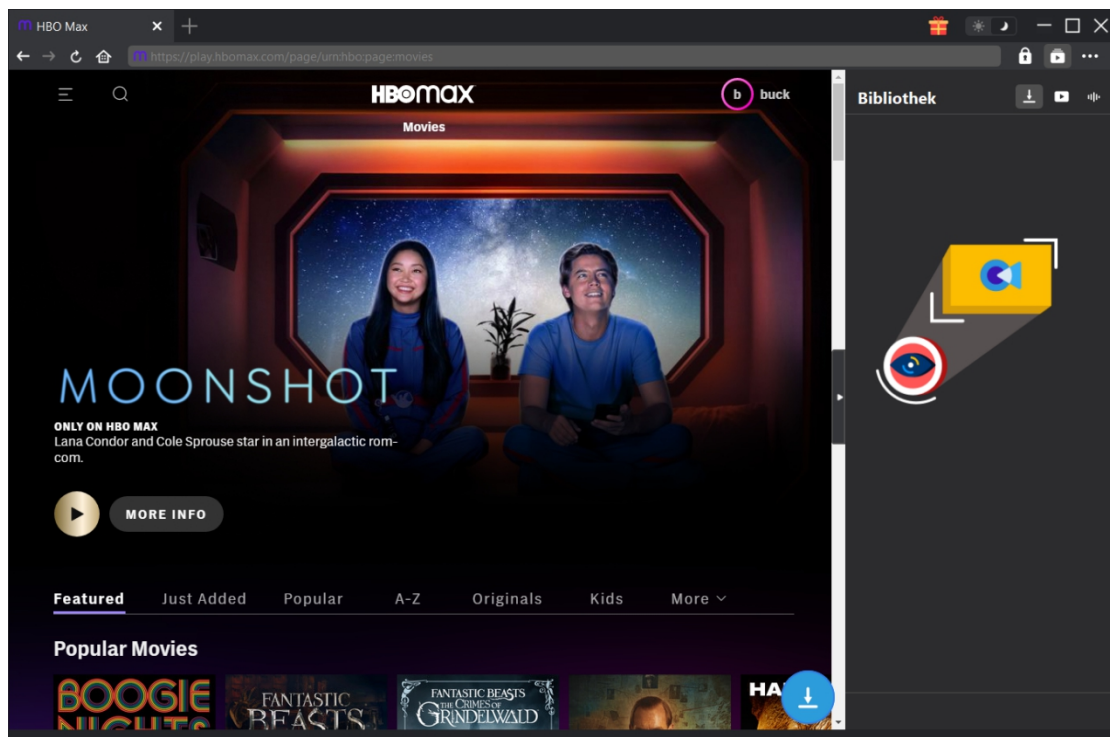 HBO Max
https://play.hbomax.com/page/urn:hbo:page:movies
HBOmax
b
buck
Bibliothek
Movies
MOONSHOT
ONLY ON HBO MAX
Lana Condor and Cole Sprouse star in an intergalactic rom-
com.
MORE INFO
Featured
Just Added
Popular
A-Z
Originals
Kids
More
Popular Movies
BOOGIE
NIGHTS
FANTASTIC
BEASTS
FANTASTIC BEASTS
THE CRIMES OF
GRINDELWALD
HA